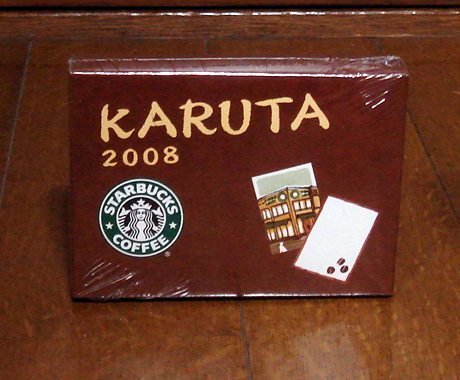 KARUTA
2008
STARBUCKS
COFFEE
®